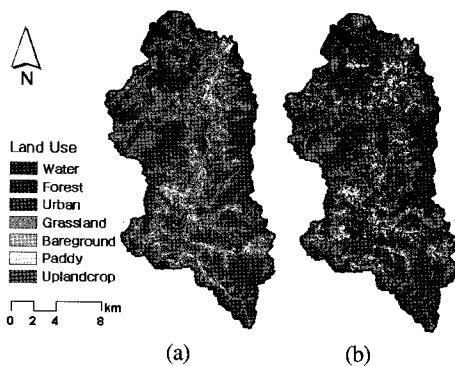 N
Land Use
Water
Forest
Urban
Grassland
Bareground
Paddy
Uplandcrop
km
0 2 4 8
(a) (b)